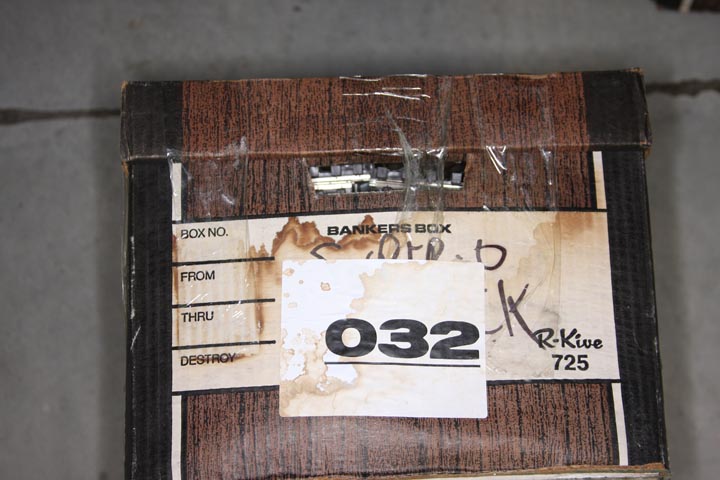 BOX NO.
BANKERS BOX
FROM
THRU
032
R-Kive
725
DESTROY